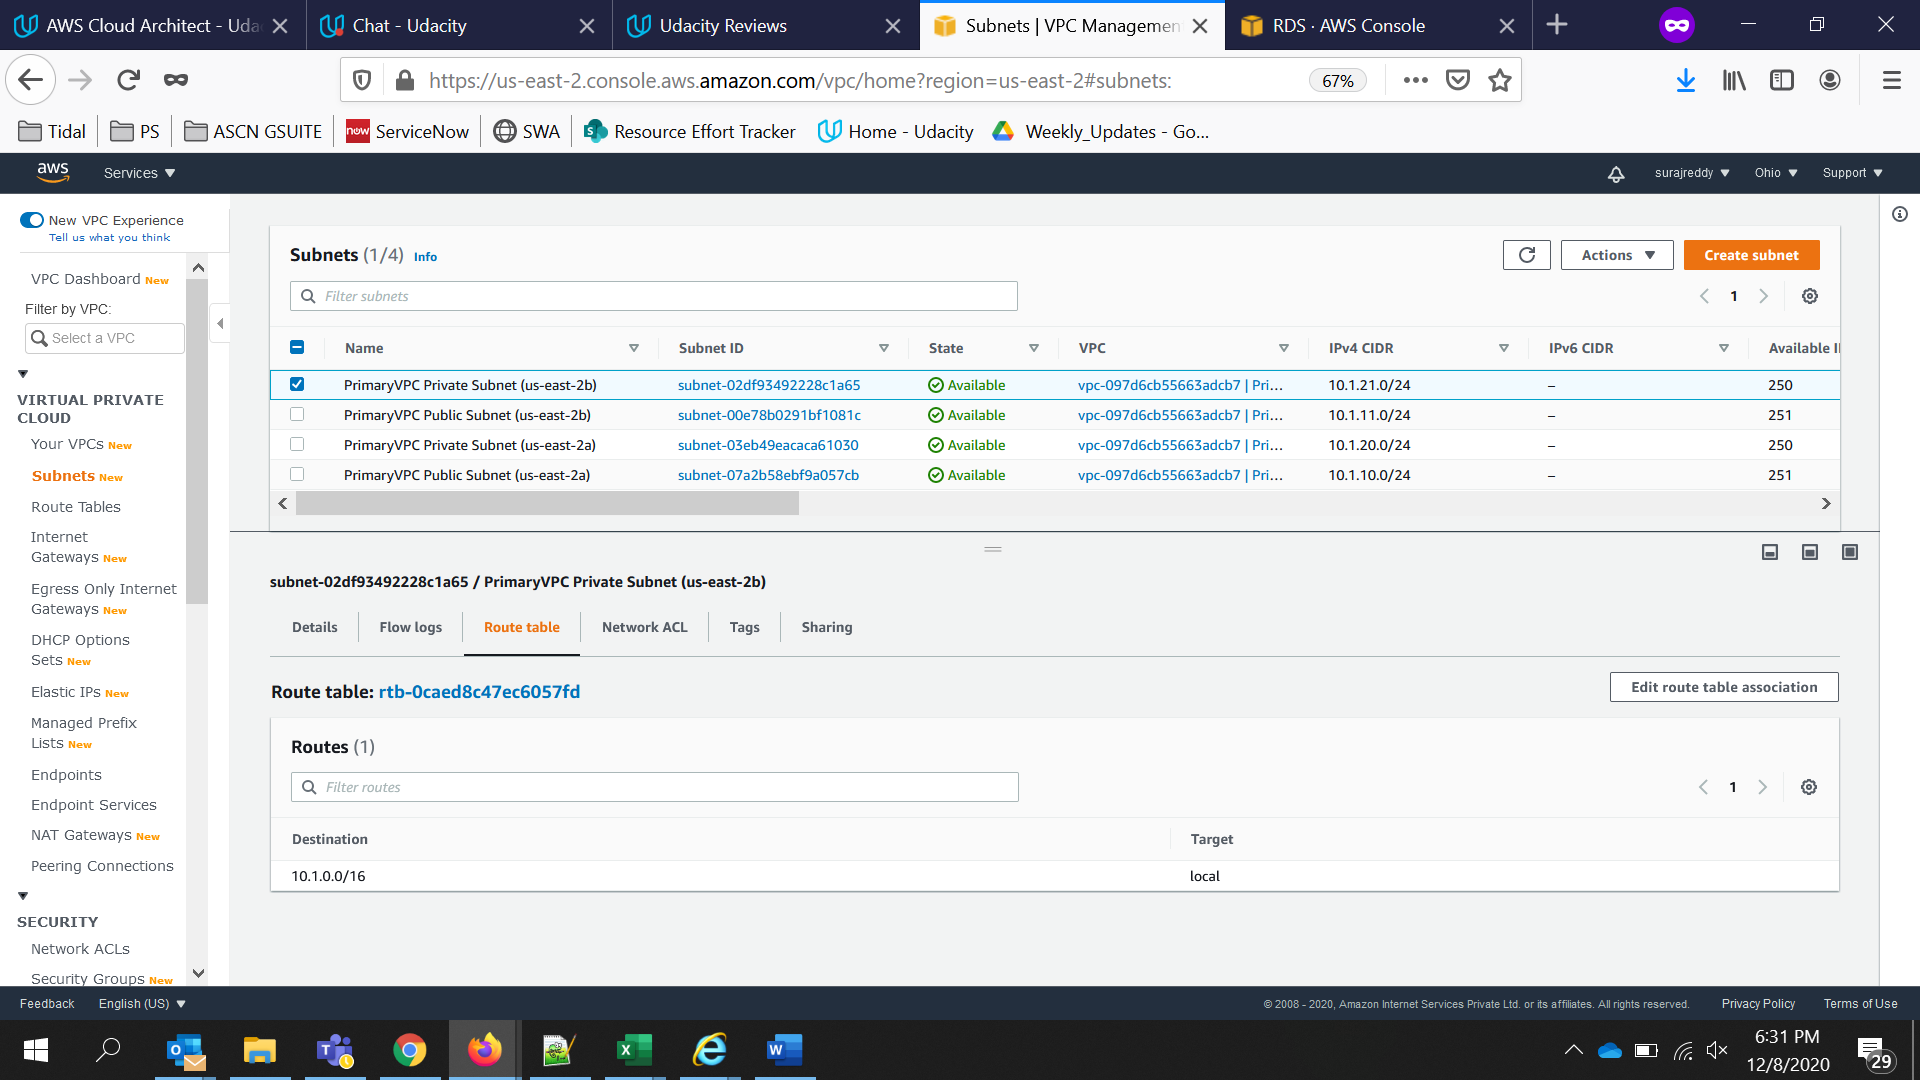 AWS Cloud Architect - Uda
Chat - Udacity
Udacity Reviews
Subnets | VPC Managemen
RDS · AWS Console
https://us-east-2.console.aws.amazon.com/vpc/home?region=us-east-2#subnets:
67%
Tidal
PS
ASCN GSUITE
now ServiceNow
SWA
Resource Effort Tracker
Home - Udacity
Weekly_Updates - Go...
aws
Services
surajreddy
Ohio
Support
New VPC Experience
Tell us what you think
VPC Dashboard New
Filter by VPC:
Select a VPC
VIRTUAL PRIVATE
CLOUD
Your VPCs New
Subnets New
Route Tables
Internet
Gateways New
Egress Only Internet
Gateways New
DHCP Options
Sets New
Elastic IPs New
Managed Prefix
Lists New
Endpoints
Endpoint Services
NAT Gateways New
Peering Connections
SECURITY
Network ACLs
Security Groups New
Subnets (1/4) Info
Actions
Create subnet
Filter subnets
1
Name Subnet ID State VPC IPv4 CIDR IPv6 CIDR Available I
PrimaryVPC Private Subnet (us-east-2b) subnet-02df93492228c1a65 Available vpc-097d6cb55663adcb7 | Pri... 10.1.21.0/24 – 250
PrimaryVPC Public Subnet (us-east-2b) subnet-00e78b0291bf1081c Available vpc-097d6cb55663adcb7 | Pri... 10.1.11.0/24 – 251
PrimaryVPC Private Subnet (us-east-2a) subnet-03eb49eacaca61030 Available vpc-097d6cb55663adcb7 | Pri... 10.1.20.0/24 – 250
PrimaryVPC Public Subnet (us-east-2a) subnet-07a2b58ebf9a057cb Available vpc-097d6cb55663adcb7 | Pri... 10.1.10.0/24 – 251
subnet-02df93492228c1a65 / PrimaryVPC Private Subnet (us-east-2b)
Details
Flow logs
Route table
Network ACL
Tags
Sharing
Route table: rtb-0caed8c47ec6057fd
Edit route table association
Routes (1)
Filter routes
1
Destination Target
10.1.0.0/16 local
Feedback
English (US)
© 2008 - 2020, Amazon Internet Services Private Ltd. or its affiliates. All rights reserved.
Privacy Policy
Terms of Use
6:31 PM
12/8/2020
29